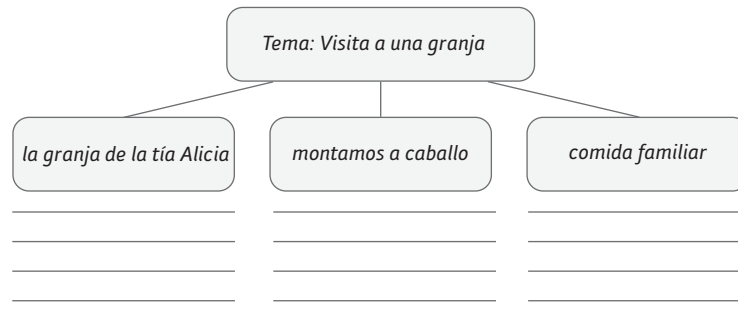 Tema: Visita a una granja
la granja de la tía Alicia
montamos a caballo
comida familiar